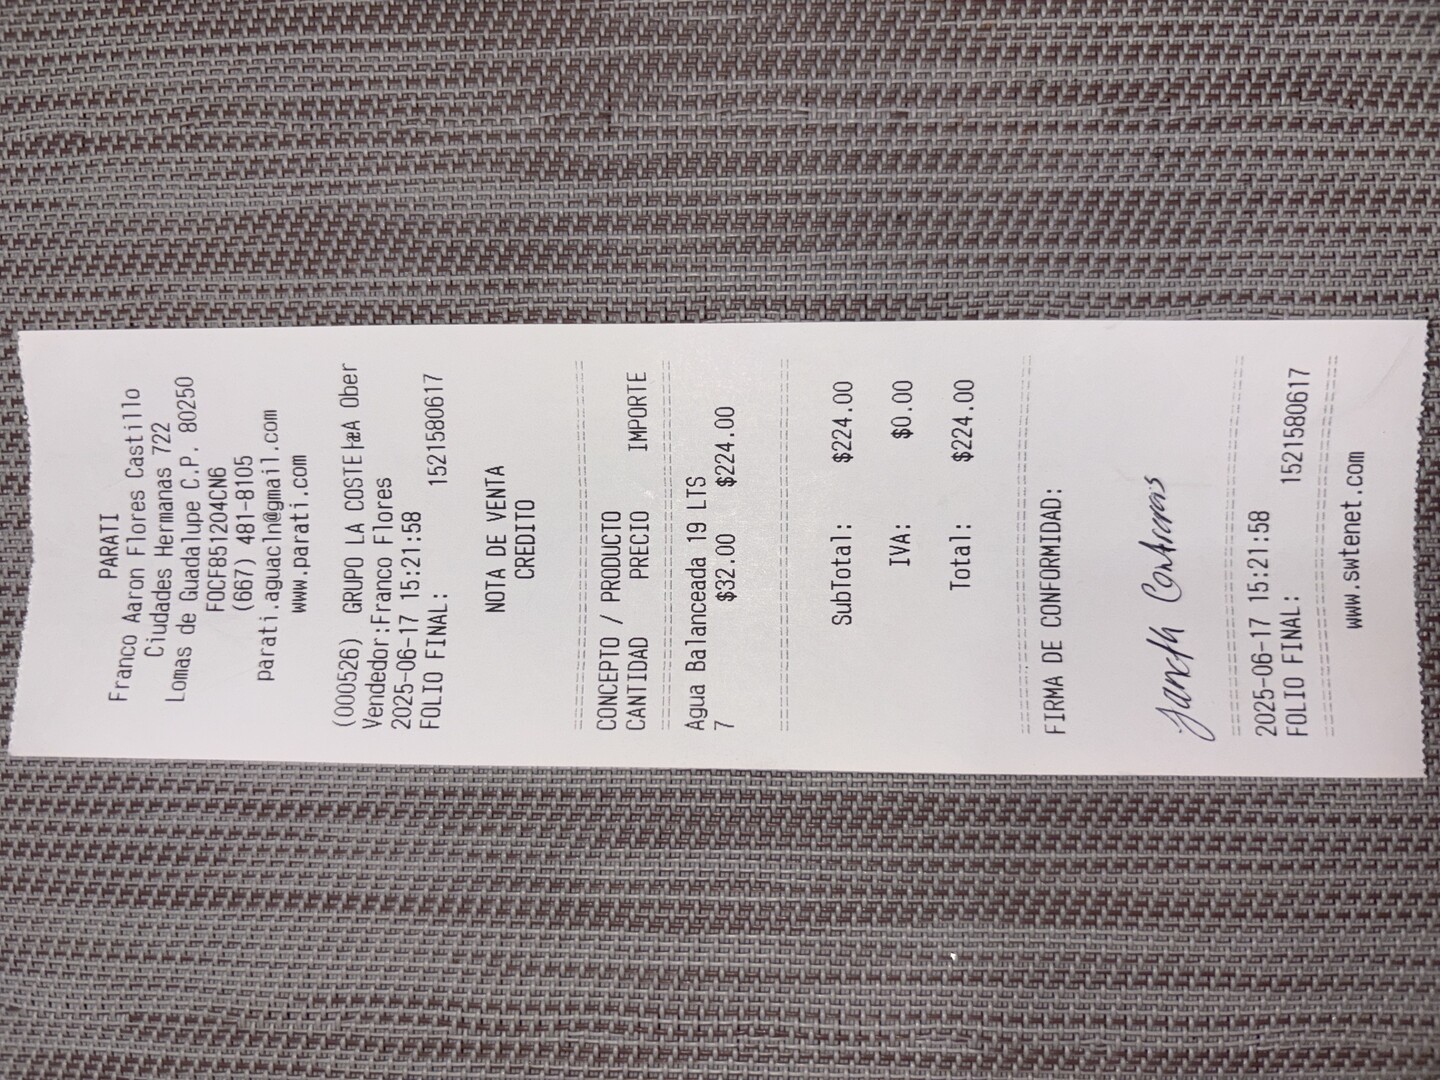 PARATI
Franco Aaron Flores Castillo
Ciudades Hermanas 722
Lomas de Guadalupe C.P. 80250
FOCF851204CN6
(667) 481-8105
parati.aguacln@gmail.com
www.parati.com
(000526) GRUPO LA COSTE├æA Ober
Vendedor:Franco Flores
2025-06-17 15:21:58
FOLIO FINAL: 1521580617
NOTA DE VENTA
CREDITO
CONCEPTO / PRODUCTO
CANTIDAD PRECIO IMPORTE
Agua Balanceada 19 LTS
7 $32.00 $224.00
SubTotal: $224.00
IVA: $0.00
Total: $224.00
FIRMA DE CONFORMIDAD:
Janeth Contreras
2025-06-17 15:21:58
FOLIO FINAL: 1521580617
www.swtenet.com